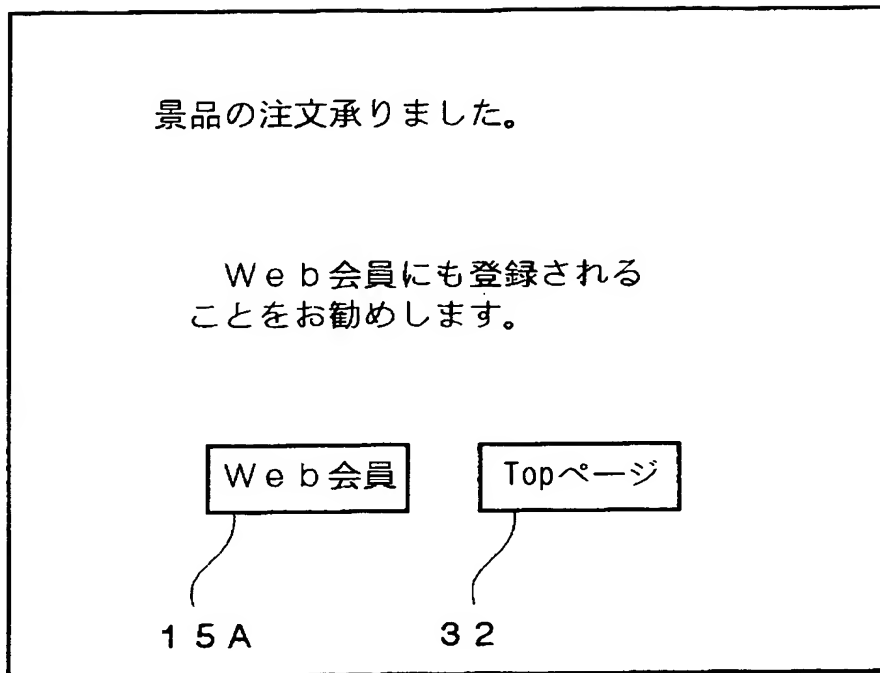 景品の注文承りました。
Ｗｅｂ会員にも登録される
ことをお勧めします。
Ｗｅｂ会員
Topページ
１５Ａ
３２